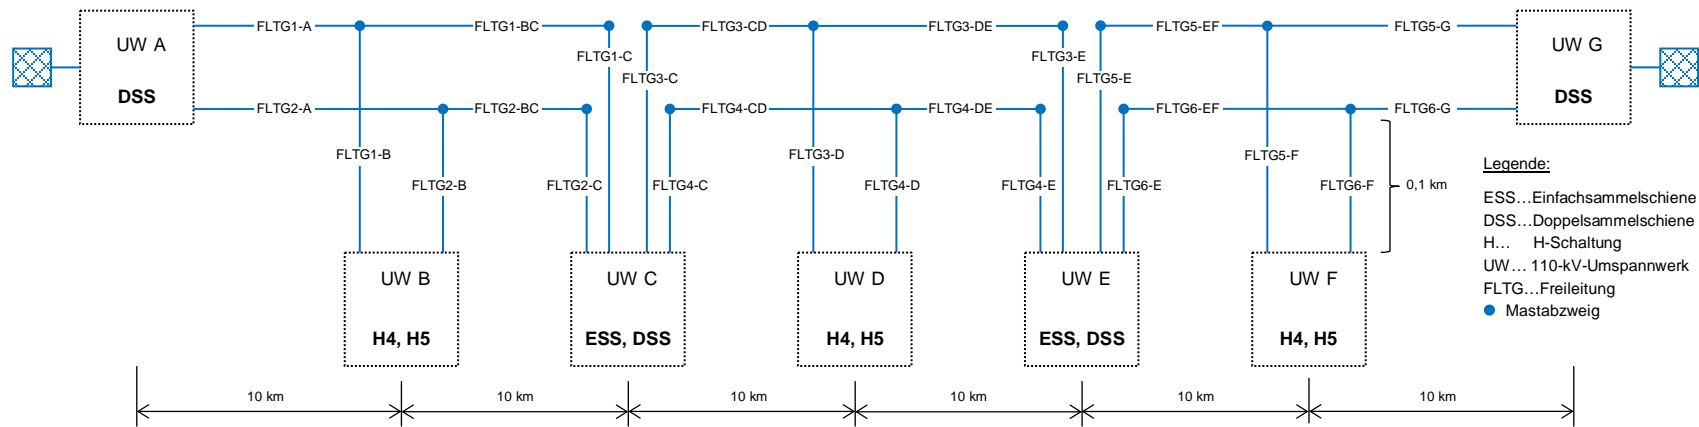 FLTG1-A
FLTG1-BC
FLTG3-CD
FLTG3-DE
FLTG5-EF
FLTG5-G
UW A
DSS
UW G
DSS
FLTG1-C
FLTG3-C
FLTG3-E
FLTG5-E
FLTG2-A
FLTG2-BC
FLTG4-CD
FLTG4-DE
FLTG6-EF
FLTG6-G
FLTG1-B
FLTG3-D
FLTG5-F
FLTG2-B
FLTG2-C
FLTG4-C
FLTG4-D
FLTG4-E
FLTG6-E
FLTG6-F
0,1 km
UW B
H4, H5
UW C
ESS, DSS
UW D
H4, H5
UW E
ESS, DSS
UW F
H4, H5
Legende:
ESS…Einfachsammelschiene
DSS…Doppelsammelschiene
H… H-Schaltung
UW… 110-kV-Umspannwerk
FLTG…Freileitung
Mastabzweig
10 km
10 km
10 km
10 km
10 km
10 km